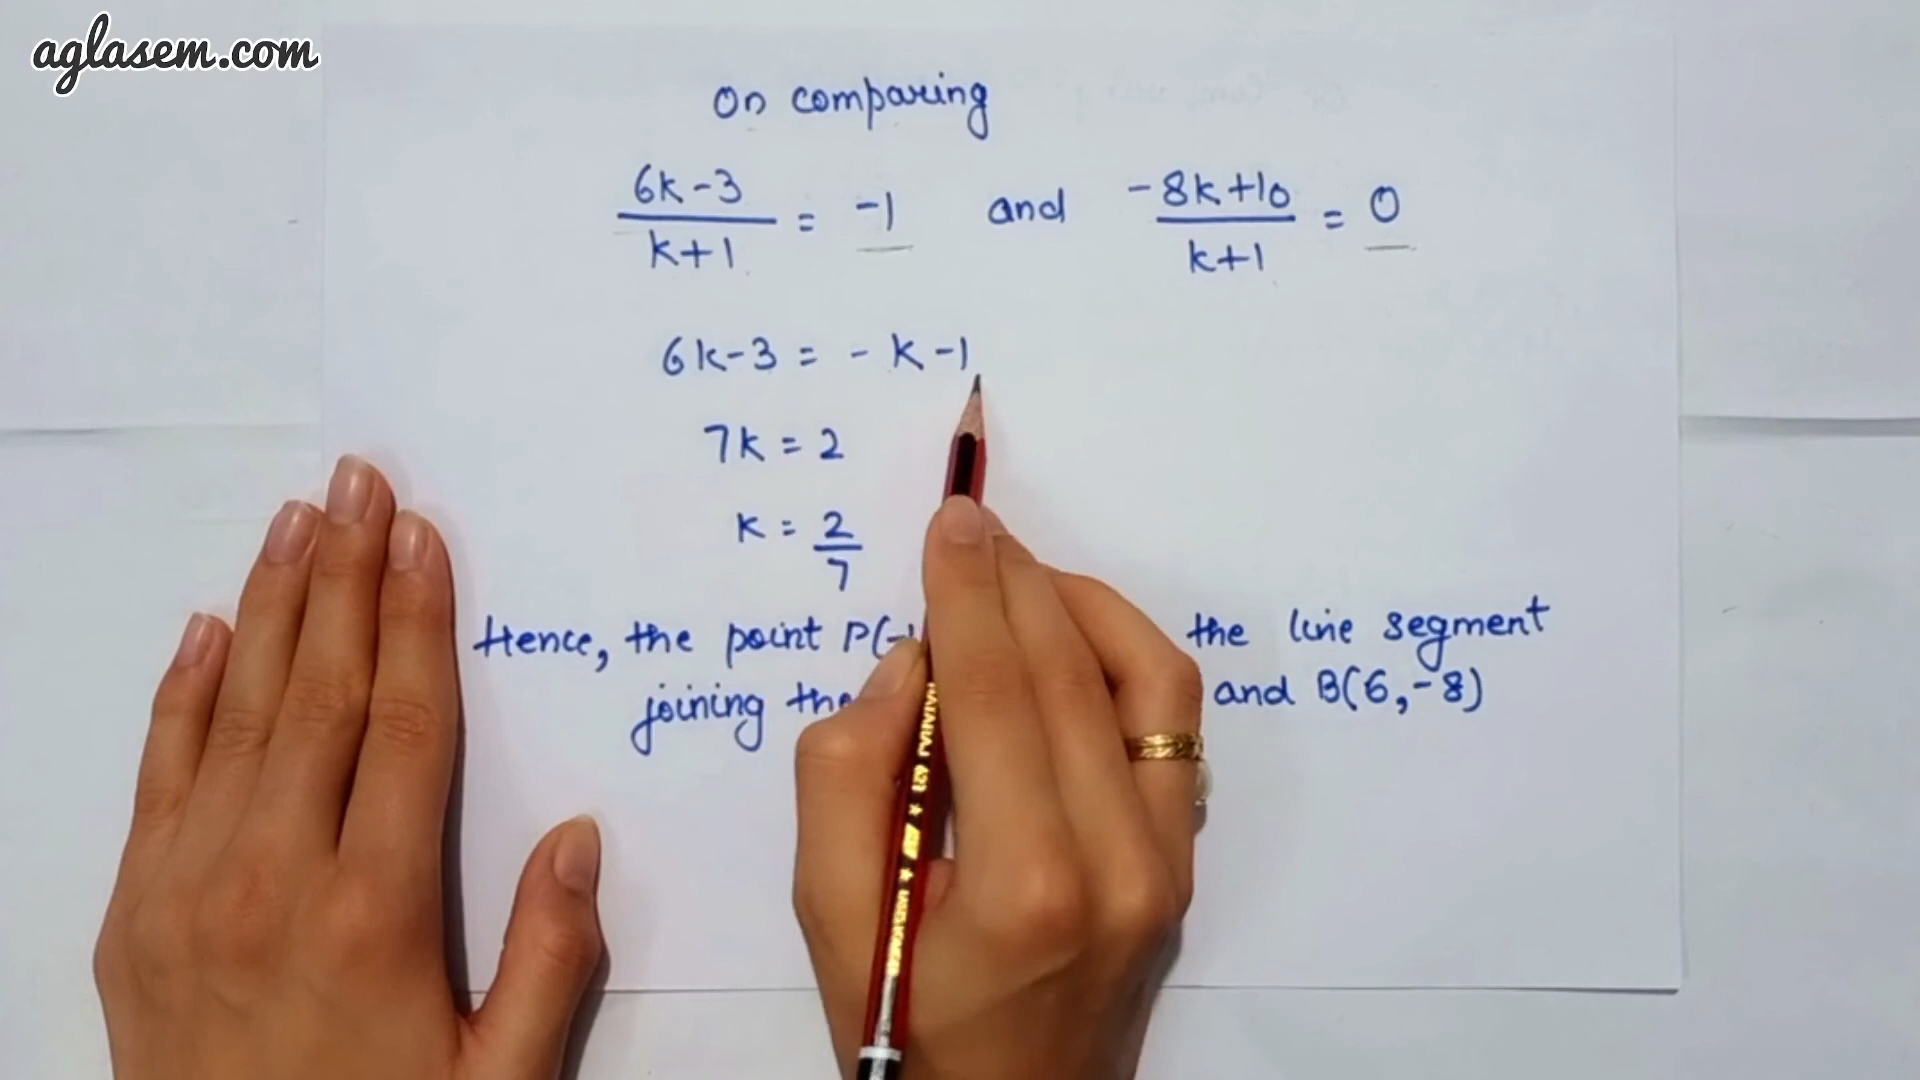 aglasem.com
On comparing
6k-3/k+1 = -1 and -8k+10/k+1 = 0
6k-3 = -k-1
7k = 2
k = 2/7
Hence, the point P(-1 the line segment
joining the and B(6,-8)